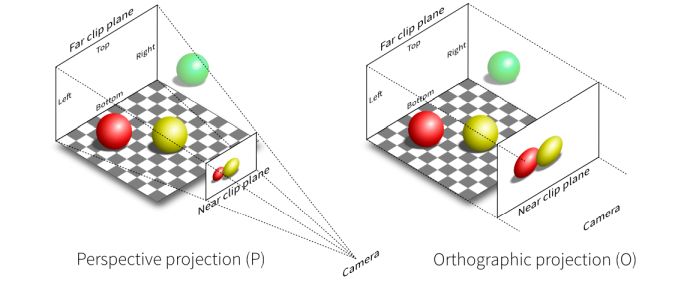 Far clip plane
Top
Right
Left
Bottom
Near clip plane
Camera
Perspective projection (P)
Far clip plane
Top
Right
Left
Bottom
Near clip plane
Camera
Orthographic projection (O)